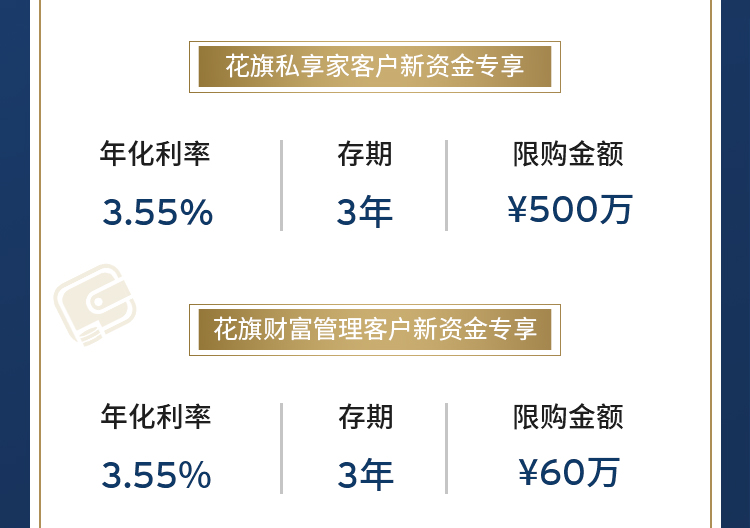 花旗私享家客户新资金专享
年化利率 存期 限购金额
3.55% 3年 ¥500万
花旗财富管理客户新资金专享
年化利率 存期 限购金额
3.55% 3年 ¥60万